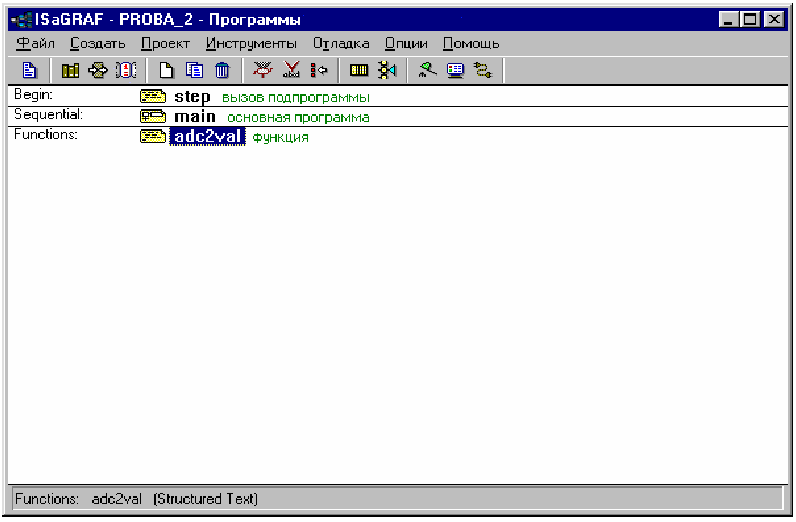 ISaGRAF - PROBA_2 - Программы
Файл Создать Проект Инструменты Отладка Опции Помощь
Begin: step вызов подпрограммы
Sequential: main основная программа
Functions: adc2val функция
Functions: adc2val (Structured Text)